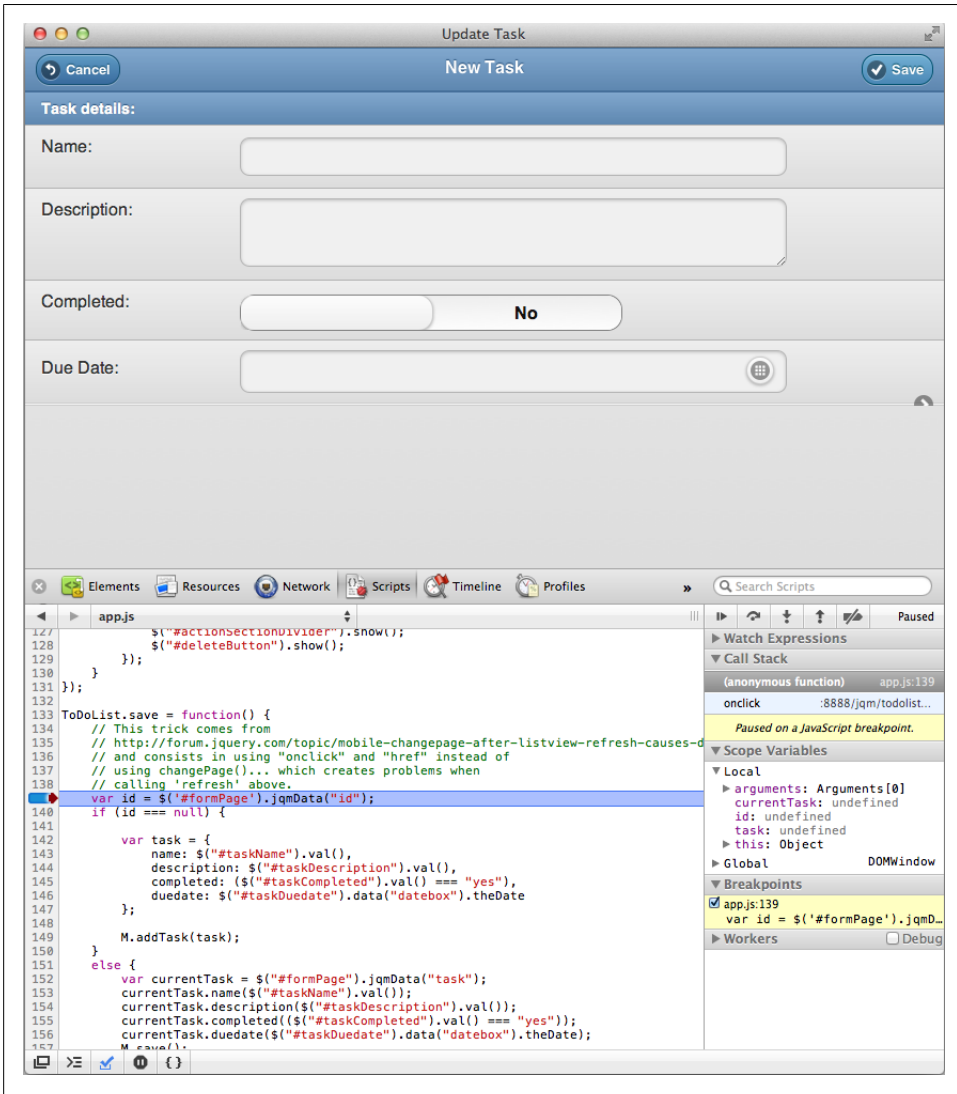 Update Task
Cancel
New Task
Save
Task details:
Name:
Description:
Completed:
No
Due Date:
Elements
Resources
Network
Scripts
Timeline
Profiles
»
Search Scripts
app.js
Paused
127 $("#actionSectionDivider").show();
128 $("#deleteButton").show();
129 });
130 }
131 });
132
133 ToDoList.save = function() {
134 // This trick comes from
135 // http://forum.jquery.com/topic/mobile-changepage-after-listview-refresh-causes-d
136 // and consists in using "onclick" and "href" instead of
137 // using changePage()... which creates problems when
138 // calling 'refresh' above.
var id = $('#formPage').jqmData("id");
140 if (id === null) {
141
142 var task = {
143 name: $("#taskName").val(),
144 description: $("#taskDescription").val(),
145 completed: ($("#taskCompleted").val() === "yes"),
146 duedate: $("#taskDuedate").data("datebox").theDate
147 };
148
149 M.addTask(task);
150 }
151 else {
152 var currentTask = $("#formPage").jqmData("task");
153 currentTask.name($("#taskName").val());
154 currentTask.description($("#taskDescription").val());
155 currentTask.completed(($("#taskCompleted").val() === "yes"));
156 currentTask.duedate($("#taskDuedate").data("datebox").theDate);
157 M.save();
Watch Expressions
Call Stack
(anonymous function) app.js:139
onclick :8888/jqm/todolist...
Paused on a JavaScript breakpoint.
Scope Variables
Local
arguments: Arguments[0]
currentTask: undefined
id: undefined
task: undefined
this: Object
Global DOMWindow
Breakpoints
app.js:139
var id = $('#formPage').jqmD...
Workers Debug